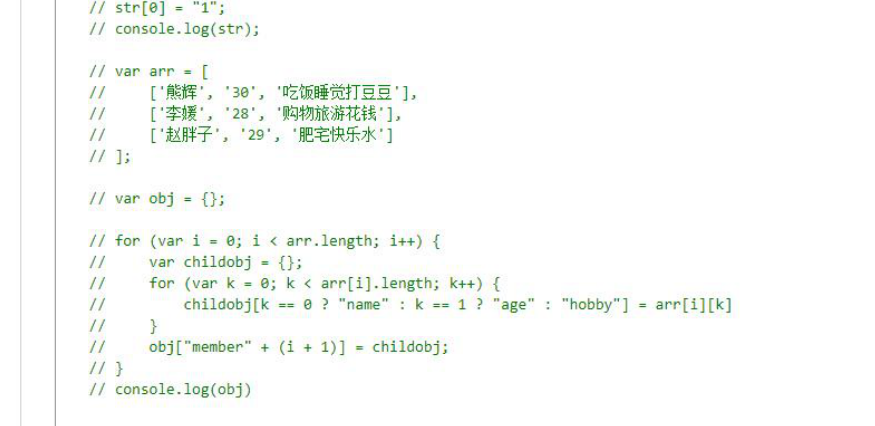 // str[0] = "1";
// console.log(str);
// var arr = [
//     ['熊辉', '30', '吃饭睡觉打豆豆'],
//     ['李媛', '28', '购物旅游花钱'],
//     ['赵胖子', '29', '肥宅快乐水']
// ];
// var obj = {};
// for (var i = 0; i < arr.length; i++) {
//     var childobj = {};
//     for (var k = 0; k < arr[i].length; k++) {
//         childobj[k == 0 ? "name" : k == 1 ? "age" : "hobby"] = arr[i][k]
//     }
//     obj["member" + (i + 1)] = childobj;
// }
// console.log(obj)